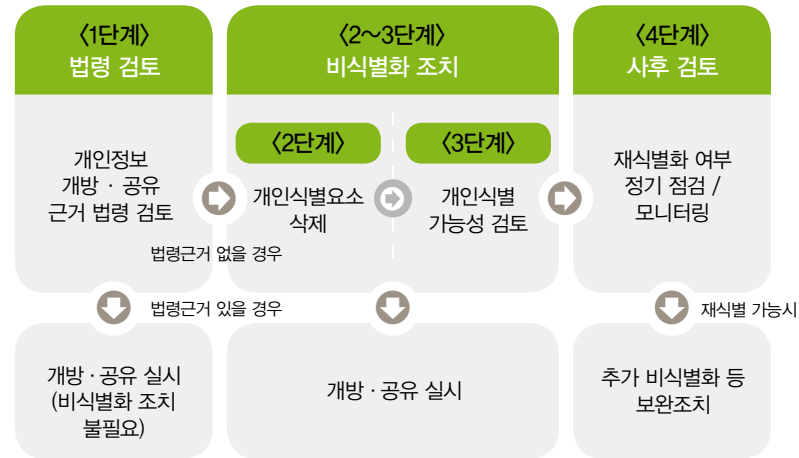 〈1단계〉
법령 검토
개인정보
개방 · 공유
근거 법령 검토
법령근거 없을 경우
법령근거 있을 경우
개방 · 공유 실시
(비식별화 조치
불필요)
〈2~3단계〉
비식별화 조치
〈2단계〉
개인식별요소
삭제
〈3단계〉
개인식별
가능성 검토
개방 · 공유 실시
〈4단계〉
사후 검토
재식별화 여부
정기 점검 /
모니터링
재식별 가능시
추가 비식별화 등
보완조치